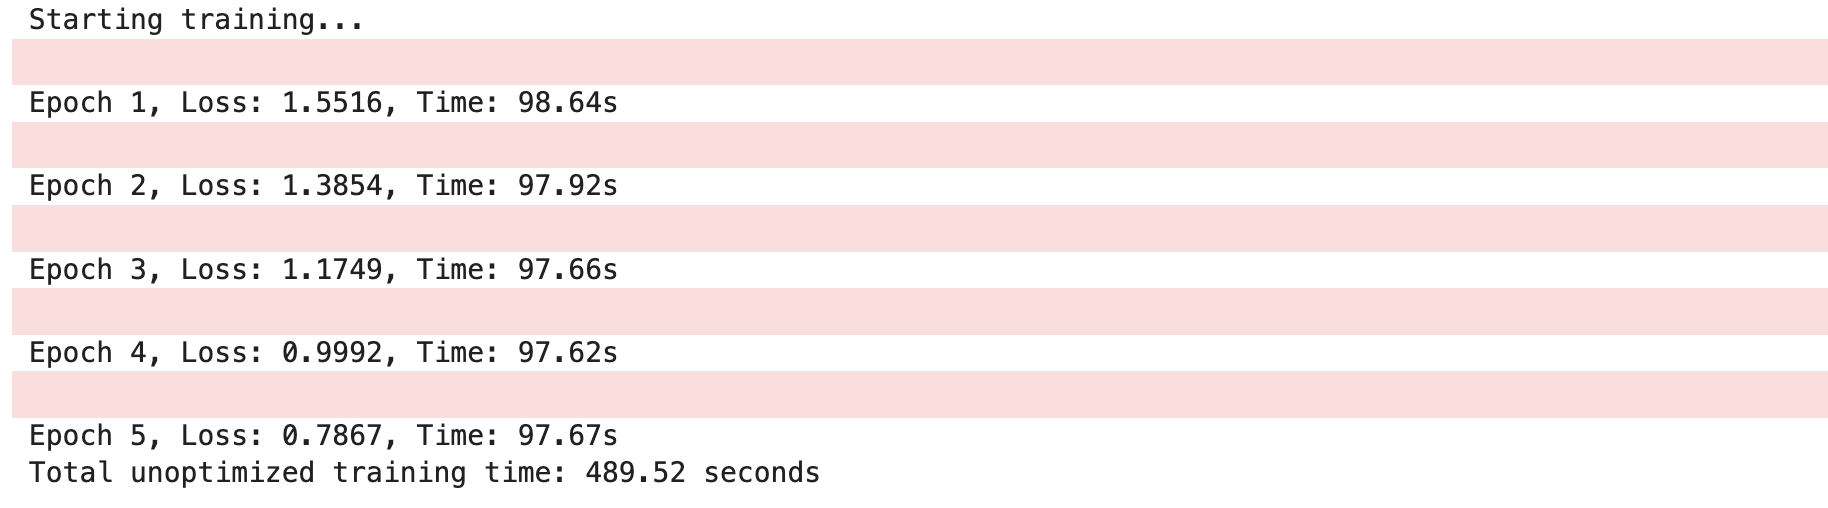 Starting training...
Epoch 1, Loss: 1.5516, Time: 98.64s
Epoch 2, Loss: 1.3854, Time: 97.92s
Epoch 3, Loss: 1.1749, Time: 97.66s
Epoch 4, Loss: 0.9992, Time: 97.62s
Epoch 5, Loss: 0.7867, Time: 97.67s
Total unoptimized training time: 489.52 seconds